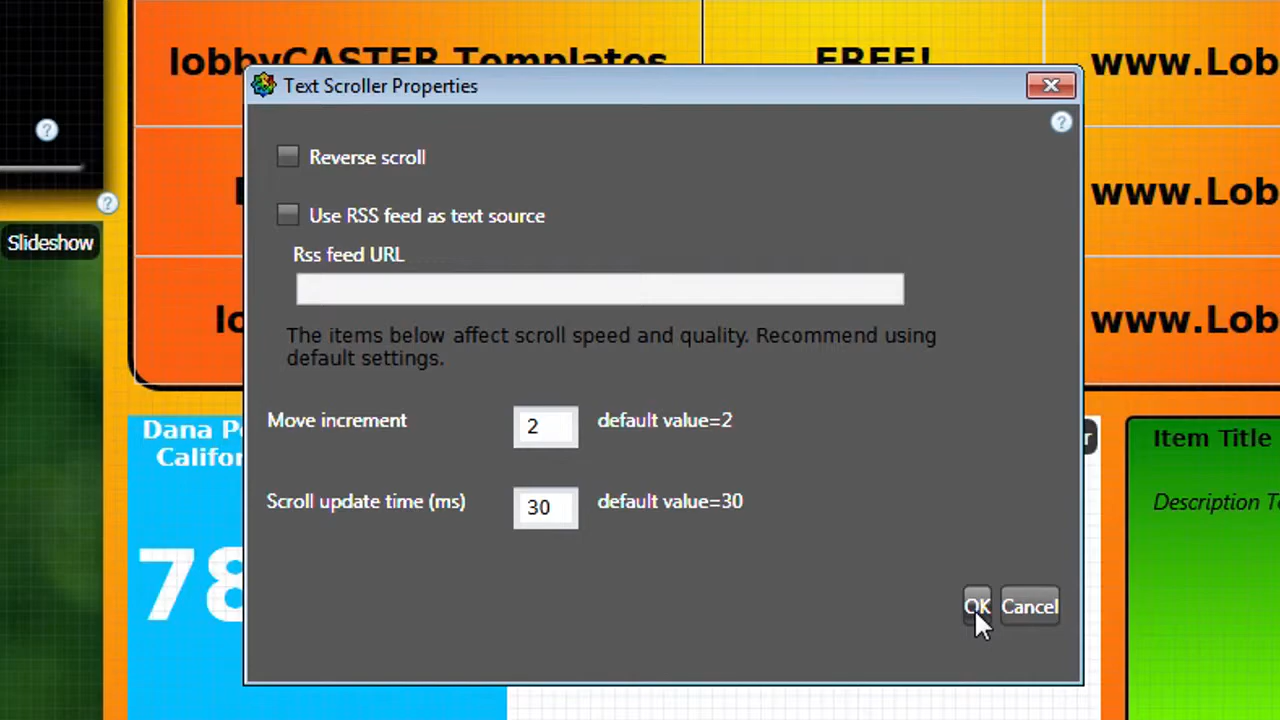 lobbyCASTER Templates
FREE!
www.Lob
Text Scroller Properties
?
?
Reverse scroll
www.Lob
?
Use RSS feed as text source
Slideshow
Rss feed URL
lo
www.Lob
The items below affect scroll speed and quality. Recommend using
default settings.
Move increment
2
default value=2
Dana P
Califor
r
Item Title
Scroll update time (ms)
30
default value=30
Description Te
78
OK
Cancel